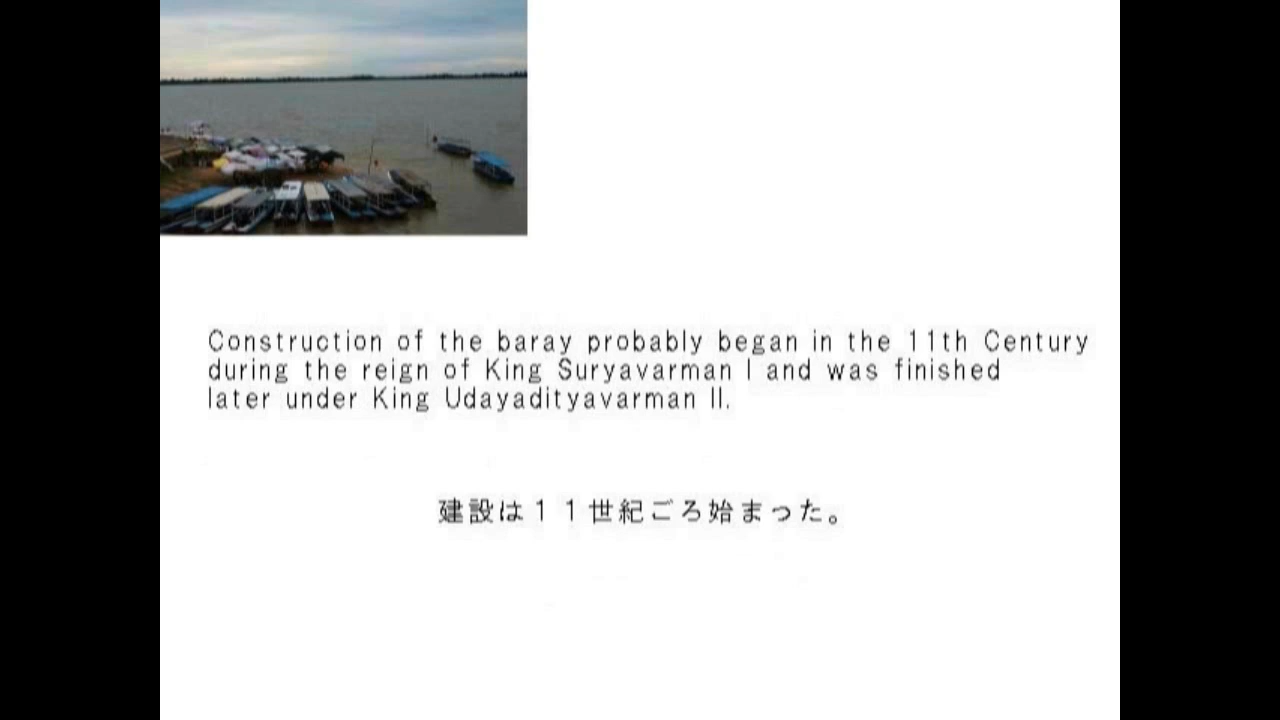 Construction of the baray probably began in the 11th Century
during the reign of King Suryavarman I and was finished
later under King Udayadityavarman II.
建設は１１世紀ごろ始まった。